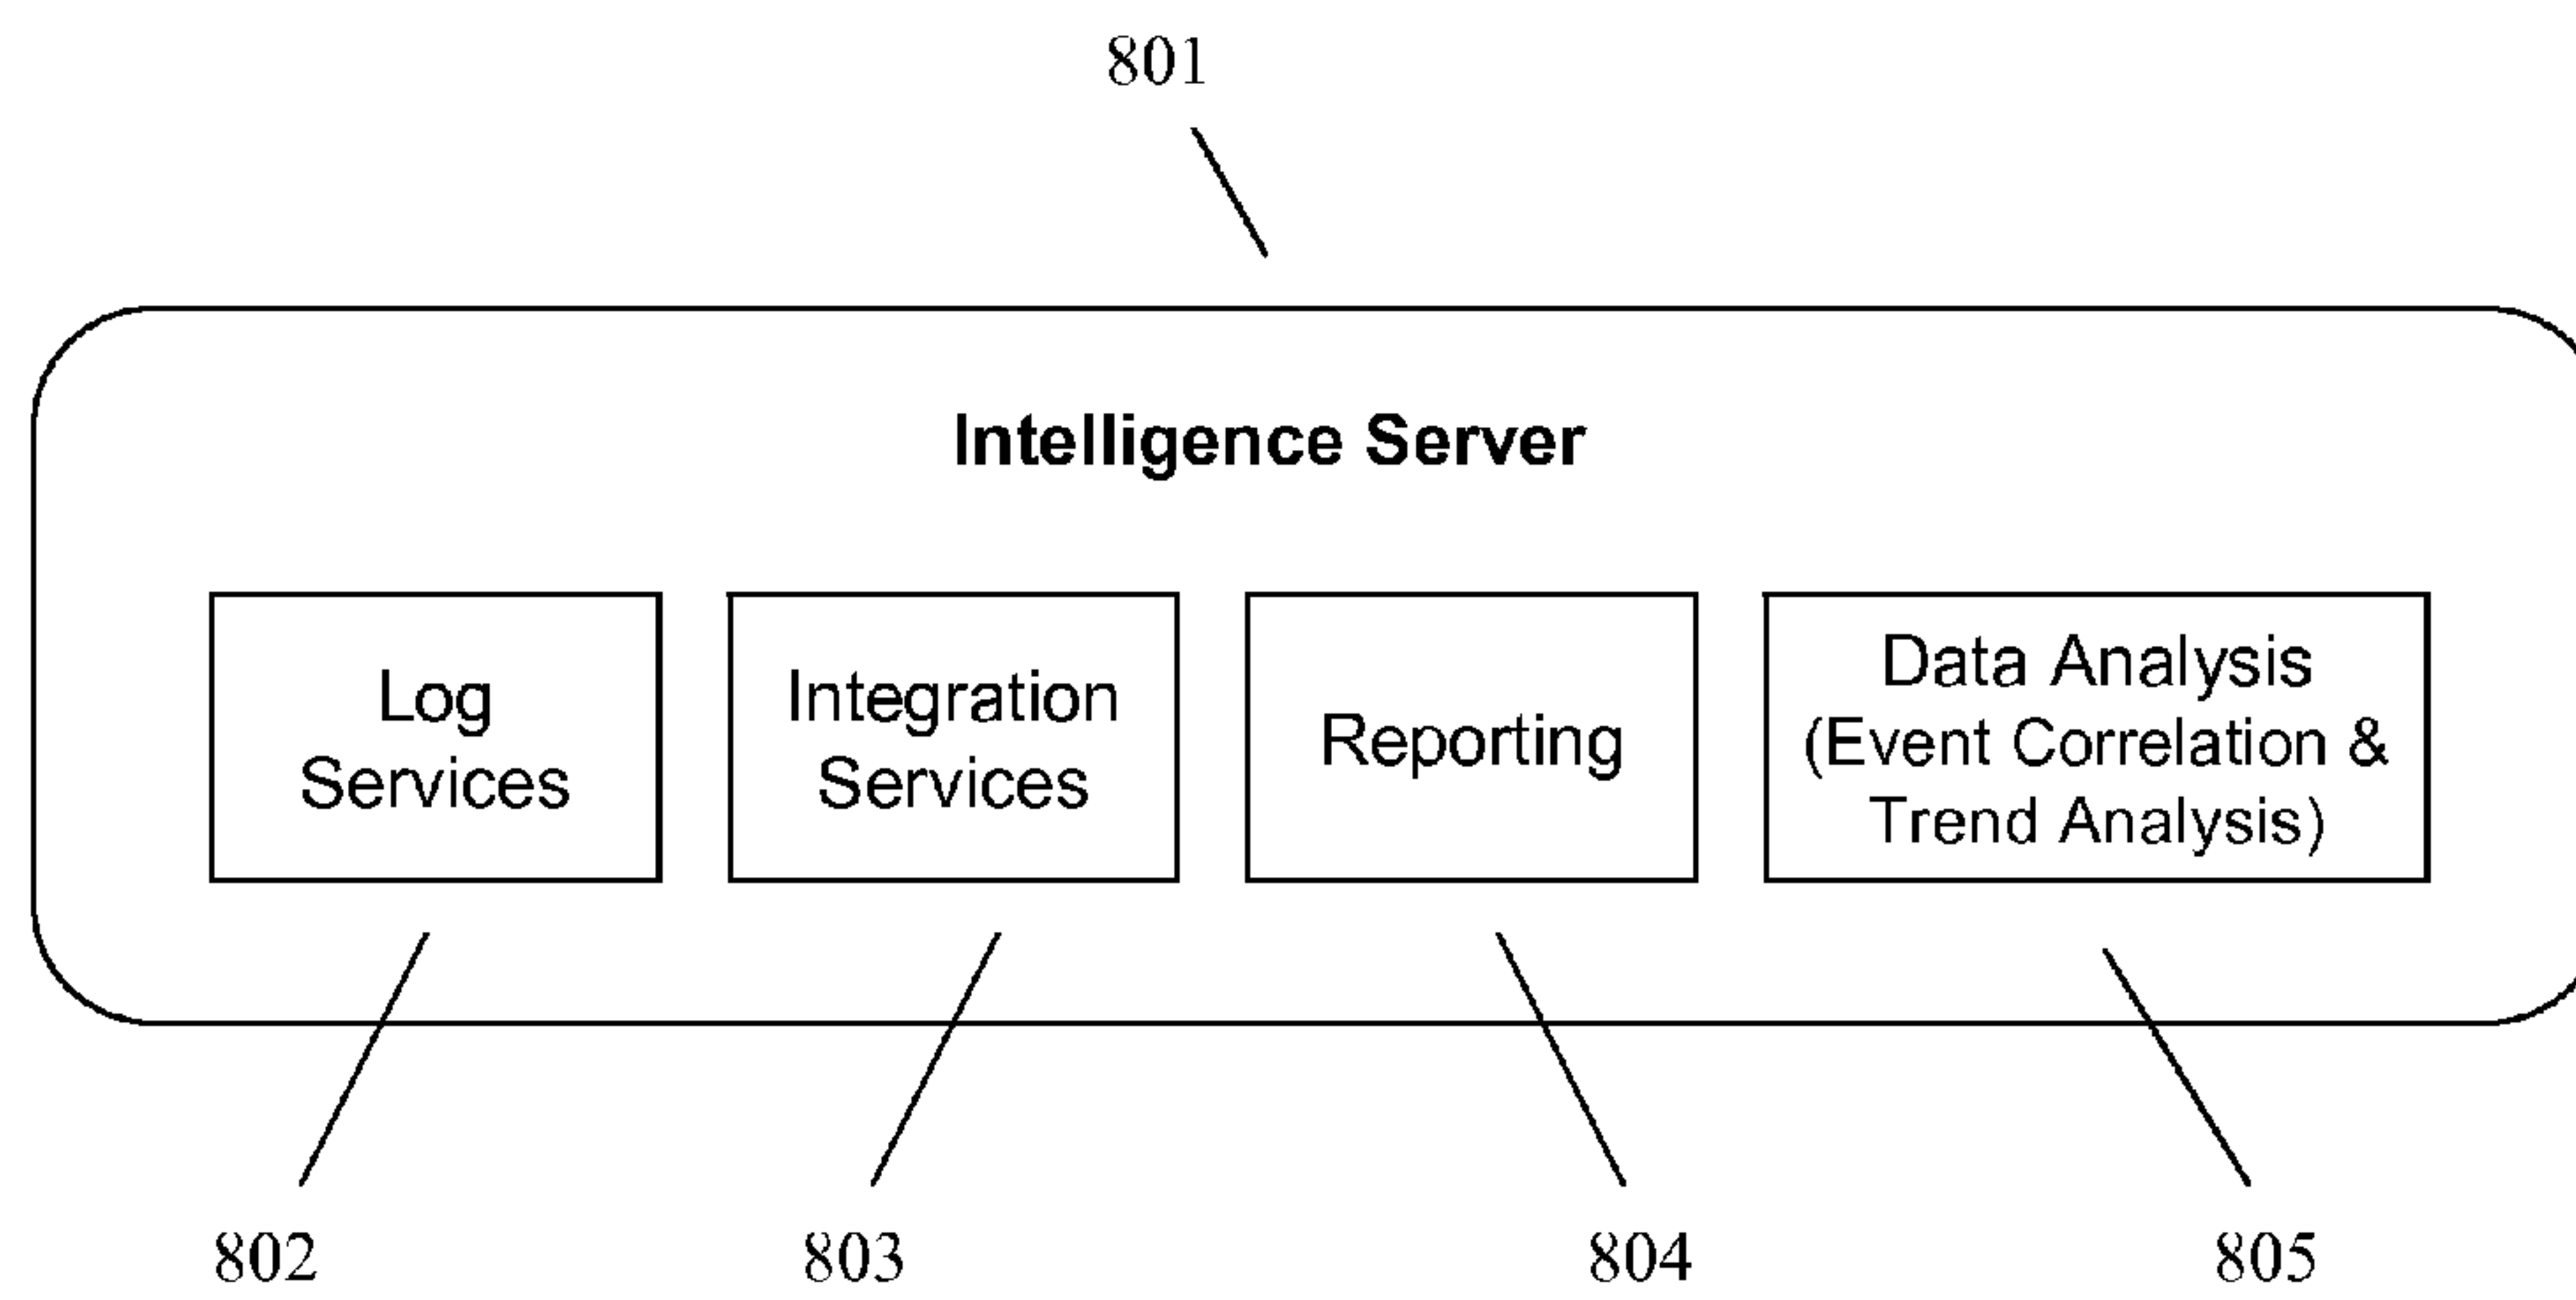 801
Intelligence Server
Log
Services
Integration
Services
Reporting
Data Analysis
(Event Correlation &
Trend Analysis)
802
803
804
805